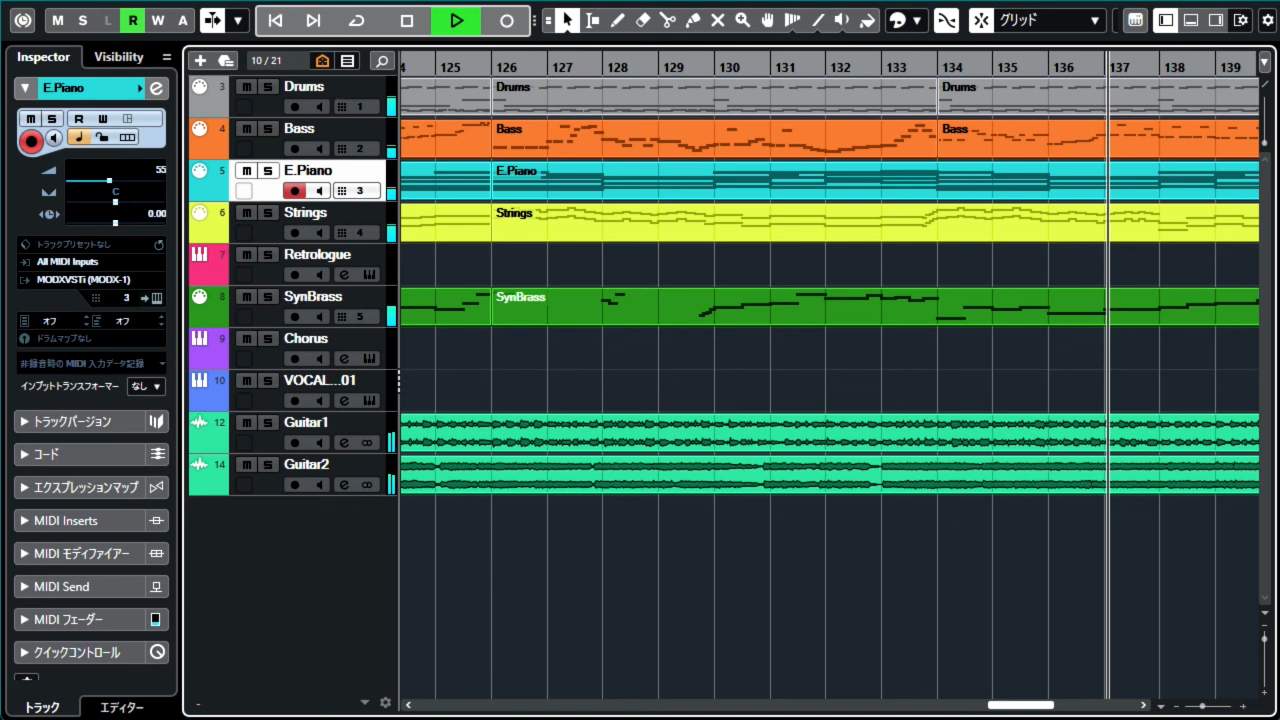 M S L R W A
グリッド
Inspector Visibility
10 / 21
4 125 126 127 128 129 130 131 132 133 134 135 136 137 138 139
E.Piano
m S R W
55
C
0.00
トラックプリセットなし
All MIDI Inputs
MODXVSTi (MODX-1)
3
オフ オフ
ドラムマップなし
非録音時の MIDI 入力データ記録
インプットトランスフォーマー なし
トラックバージョン
コード
エクスプレッションマップ
MIDI Inserts
MIDI モディファイアー
MIDI Send
MIDI フェーダー
クイックコントロール
トラック エディター
3 m S Drums
1
Drums Drums
4 m S Bass
2
Bass Bass
5 m S E.Piano
3
E.Piano
6 m S Strings
4
Strings
7 m S Retrologue
e
8 m S SynBrass
5
SynBrass
9 m S Chorus
e
10 m S VOCAL...01
e
12 m S Guitar1
e
14 m S Guitar2
e